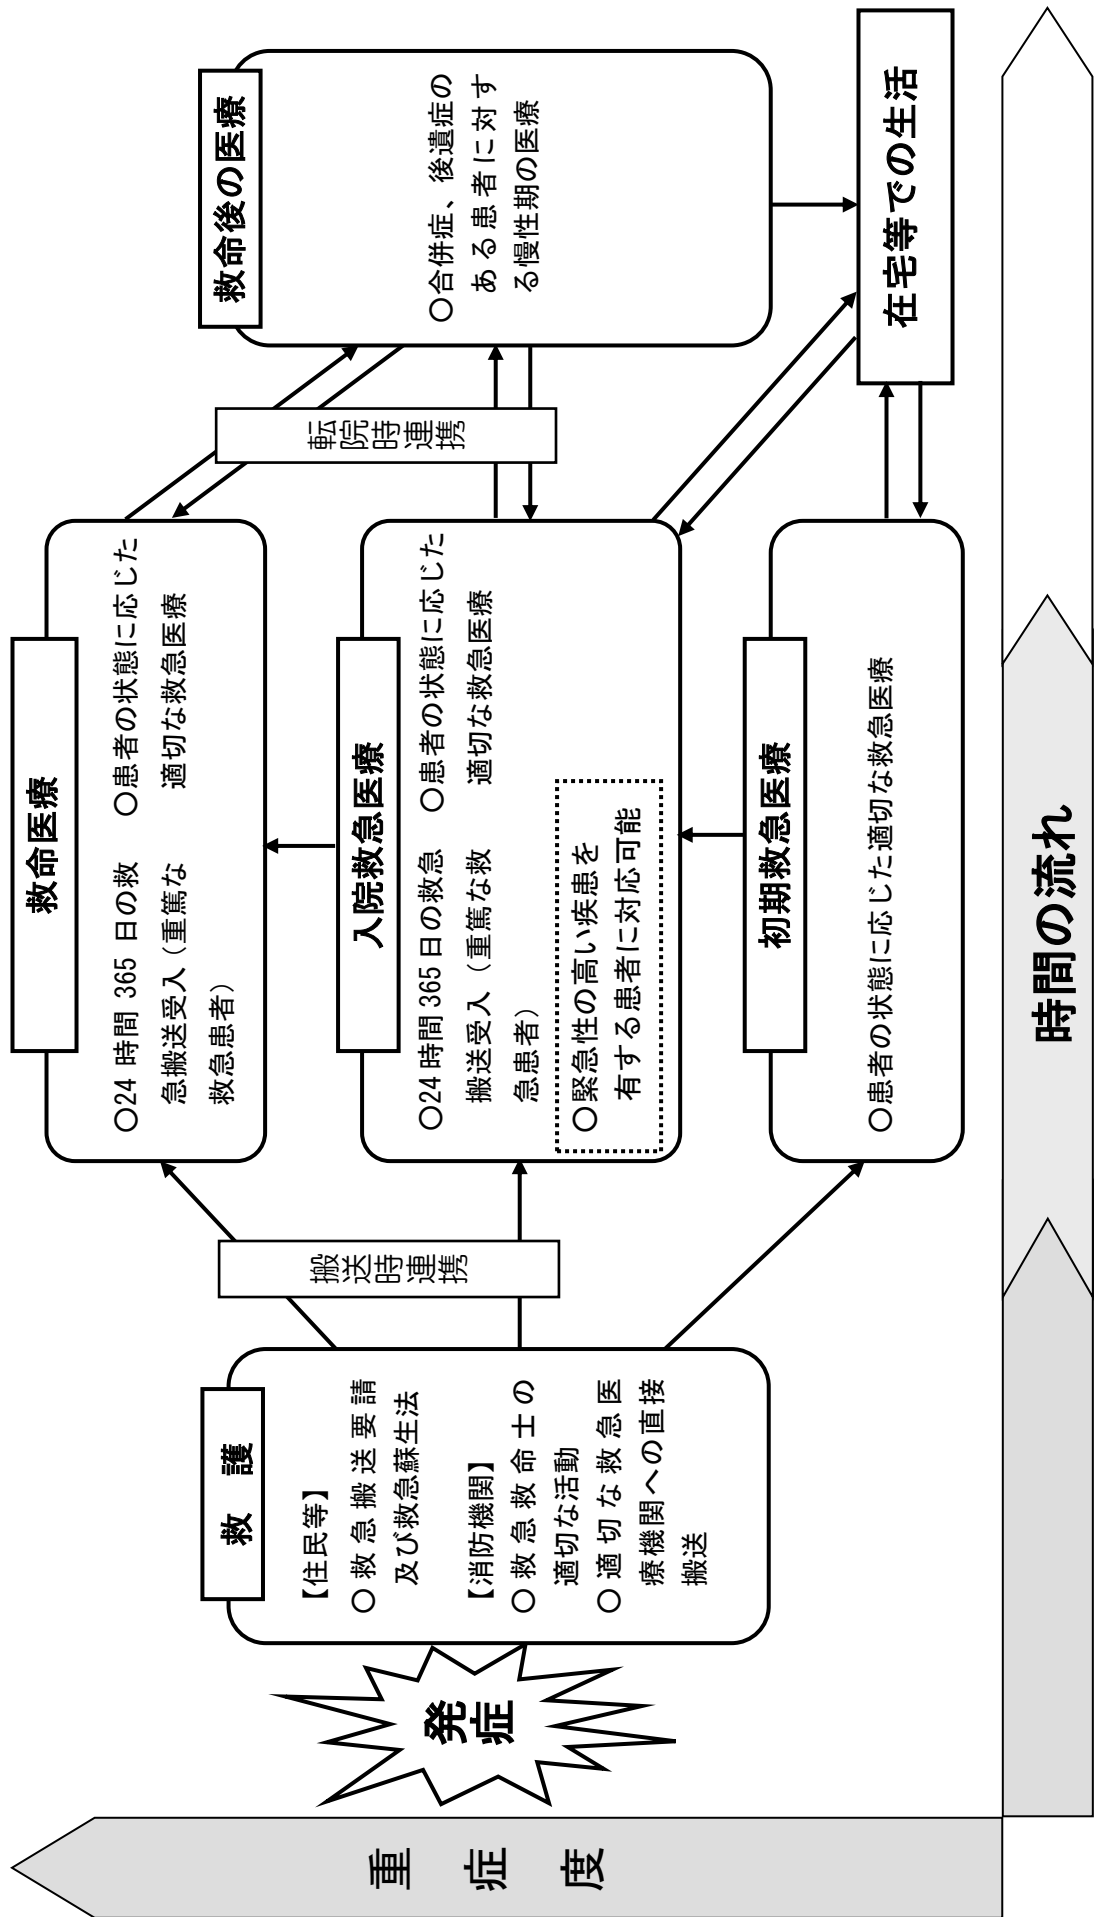 重症度
発
症
救　護
【住民等】
○救急搬送要請
及び救急蘇生法
【消防機関】
○救急救命士の
適切な活動
○適切な救急医
療機関への直接
搬送
搬送時連携
救命医療
○24 時間 365 日の救
急搬送受入（重篤な
救急患者）
○患者の状態に応じた
適切な救急医療
入院救急医療
○24 時間 365 日の救急
搬送受入（重篤な救
急患者）
○患者の状態に応じた
適切な救急医療
○緊急性の高い疾患を
有する患者に対応可能
初期救急医療
○患者の状態に応じた適切な救急医療
転院時連携
救命後の医療
○合併症、後遺症の
ある患者に対す
る慢性期の医療
在宅等での生活
時間の流れ